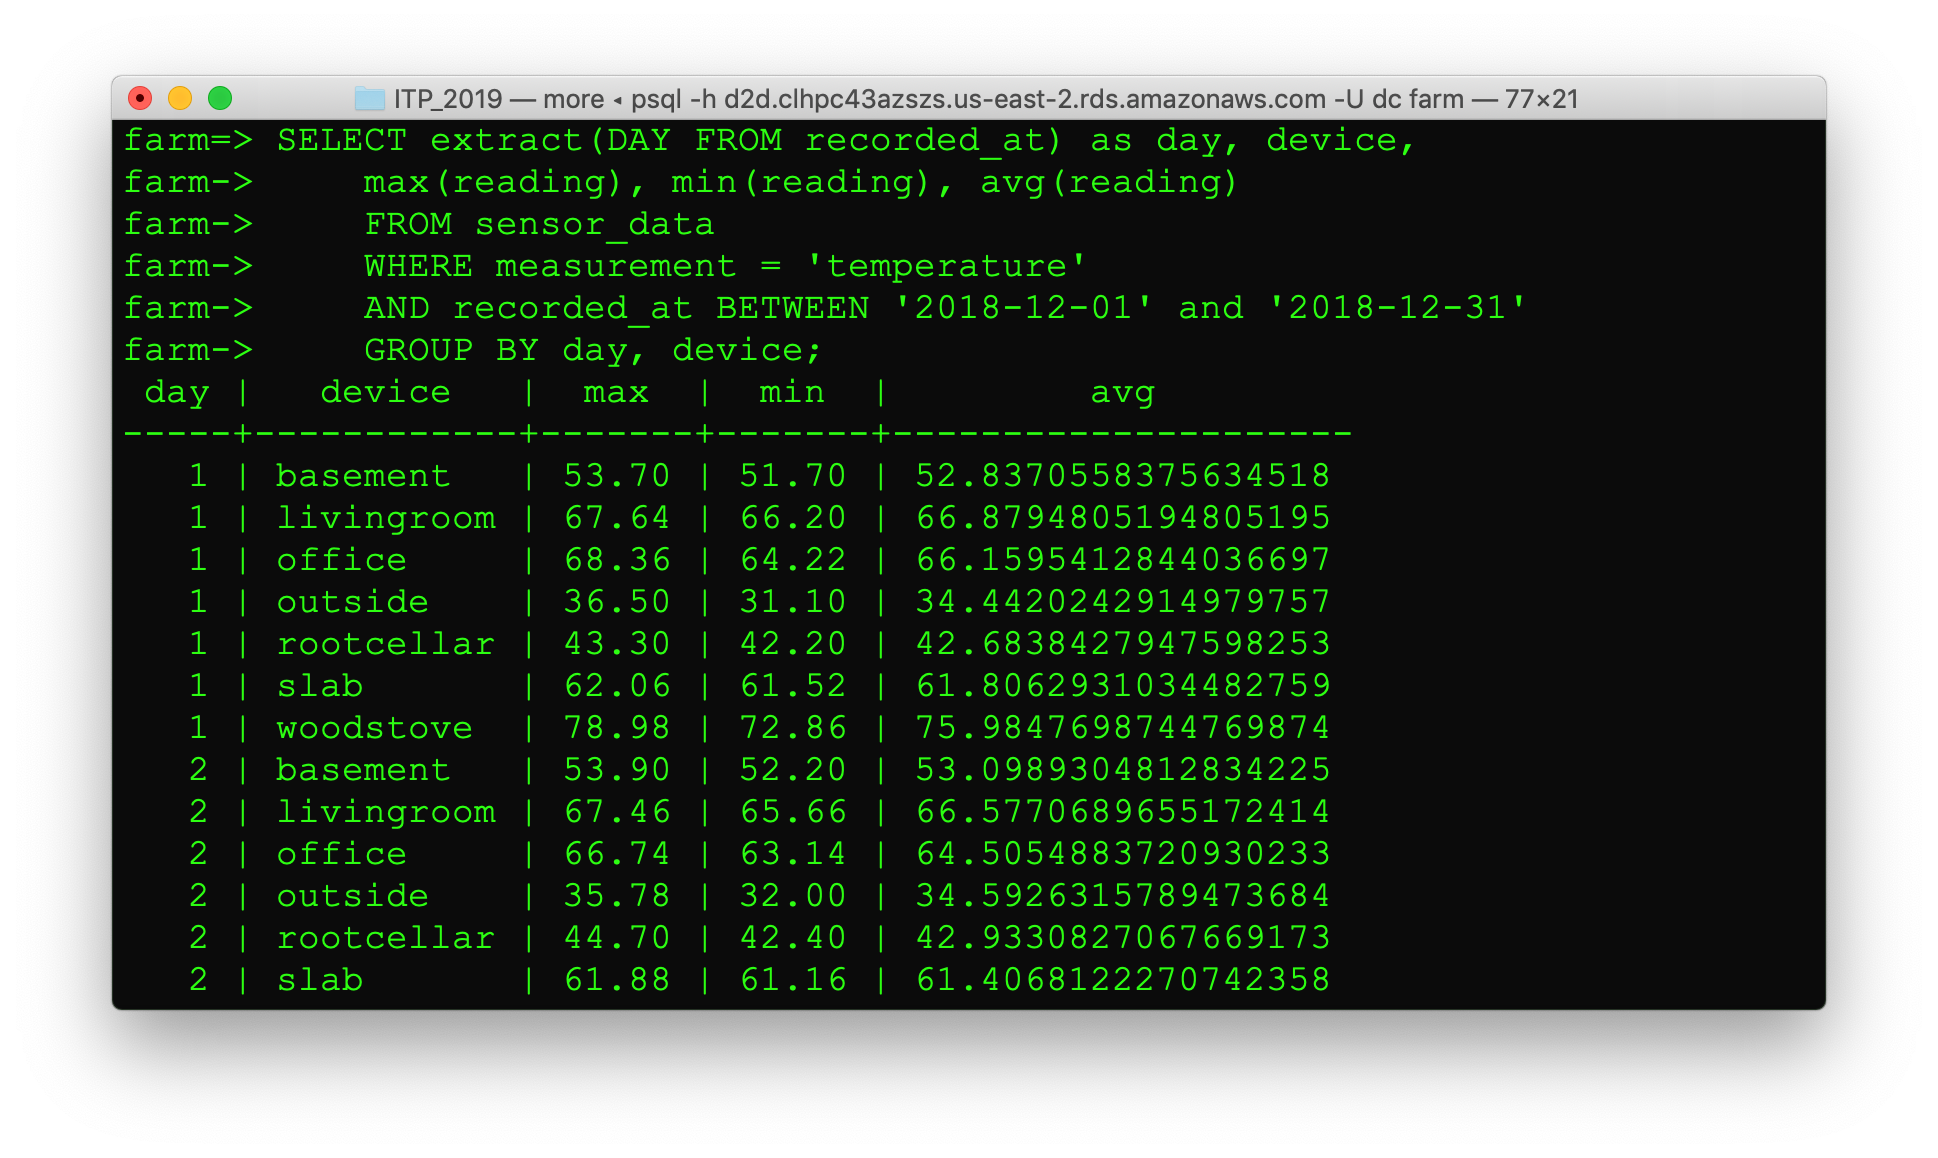 ITP_2019 — more ◂ psql -h d2d.clhpc43azszs.us-east-2.rds.amazonaws.com -U dc farm — 77×21
farm=> SELECT extract(DAY FROM recorded_at) as day, device,
farm->     max(reading), min(reading), avg(reading)
farm->     FROM sensor_data
farm->     WHERE measurement = 'temperature'
farm->     AND recorded_at BETWEEN '2018-12-01' and '2018-12-31'
farm->     GROUP BY day, device;
 day |   device   |  max  |  min  |         avg
-----+------------+-------+-------+---------------------
   1 | basement   | 53.70 | 51.70 | 52.8370558375634518
   1 | livingroom | 67.64 | 66.20 | 66.8794805194805195
   1 | office     | 68.36 | 64.22 | 66.1595412844036697
   1 | outside    | 36.50 | 31.10 | 34.4420242914979757
   1 | rootcellar | 43.30 | 42.20 | 42.6838427947598253
   1 | slab       | 62.06 | 61.52 | 61.8062931034482759
   1 | woodstove  | 78.98 | 72.86 | 75.9847698744769874
   2 | basement   | 53.90 | 52.20 | 53.0989304812834225
   2 | livingroom | 67.46 | 65.66 | 66.5770689655172414
   2 | office     | 66.74 | 63.14 | 64.5054883720930233
   2 | outside    | 35.78 | 32.00 | 34.5926315789473684
   2 | rootcellar | 44.70 | 42.40 | 42.9330827067669173
   2 | slab       | 61.88 | 61.16 | 61.4068122270742358